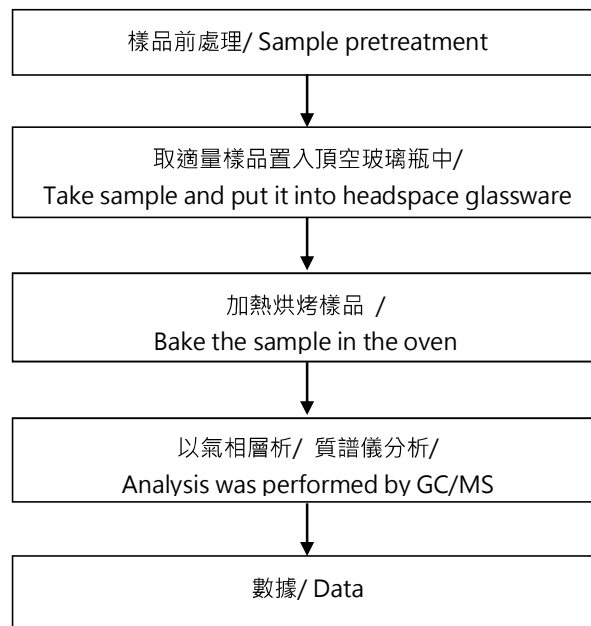 樣品前處理/ Sample pretreatment
取適量樣品置入頂空玻璃瓶中/
Take sample and put it into headspace glassware
加熱烘烤樣品 /
Bake the sample in the oven
以氣相層析/ 質譜儀分析/
Analysis was performed by GC/MS
數據/ Data